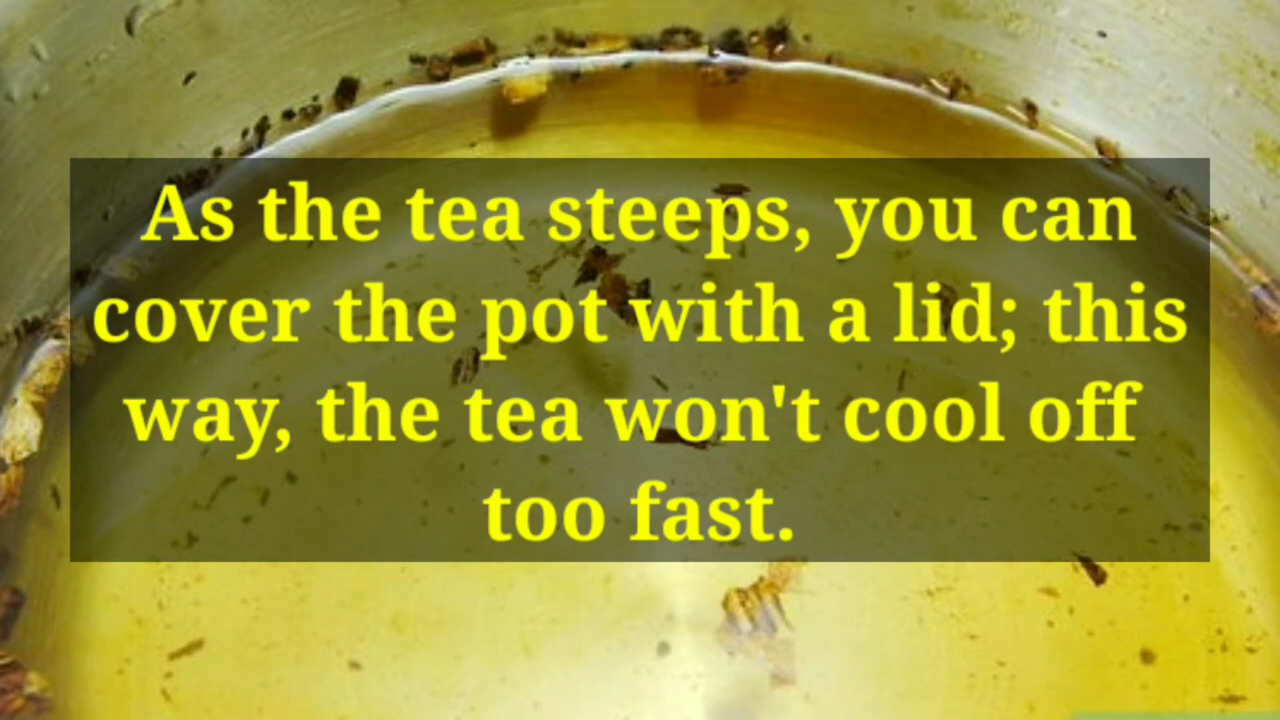 As the tea steeps, you can
cover the pot with a lid; this
way, the tea won't cool off
too fast.